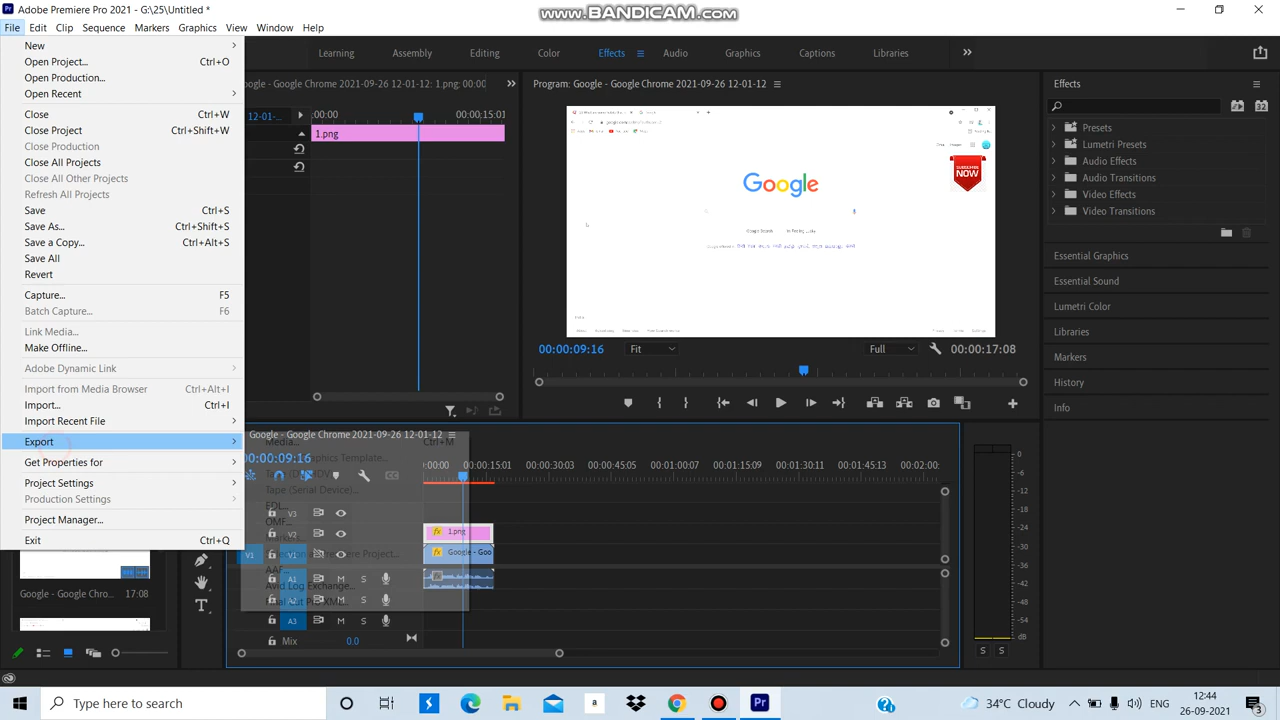 Adobe Premiere Pro 2021 - G:\25\Untitled *
www.BANDICAM.com
File Edit Clip Sequence Markers Graphics View Window Help
New
Open Project... Ctrl+O
Open Production...
Open Recent
Close Ctrl+W
Close Project Ctrl+Shift+W
Close Production
Close All Projects
Close All Other Projects
Refresh All Projects
Save Ctrl+S
Save As... Ctrl+Shift+S
Save a Copy... Ctrl+Alt+S
Save All
Revert
Capture... F5
Batch Capture... F6
Link Media...
Make Offline...
Adobe Dynamic Link
Import from Media Browser Ctrl+Alt+I
Import... Ctrl+I
Import Recent File
Export
Get Properties for
Project Settings
Production Settings
Project Manager...
Exit Ctrl+Q
Learning Assembly Editing Color Effects Audio Graphics Captions Libraries
oogle - Google Chrome 2021-09-26 12-01-12: 1.png: 00:00
12-01-12 :00:00 00:00:15:01
1.png
Program: Google - Google Chrome 2021-09-26 12-01-12
Google
SUBSCRIBE
NOW
Google Search
00:00:09:16 Fit Full 00:00:17:08
Effects
Presets
Lumetri Presets
Audio Effects
Audio Transitions
Video Effects
Video Transitions
Essential Graphics
Essential Sound
Lumetri Color
Libraries
Markers
History
Info
Google - Google Chrome 2021-09-26 12-01-12
Media... Ctrl+M
00:00:09:16
:00:00 00:00:15:01 00:00:30:03 00:00:45:05 00:01:00:07 00:01:15:09 00:01:30:11 00:01:45:13 00:02:00:
Tape (Serial Device)...
EDL...
OMF...
Avid Log Exchange...
V3
V2 1.png
V1 V1 Google - Goo
A1 M S
A2 M S
A3 M S
Mix 0.0
Google - Google Chro... 17:08
0
-6
-12
-18
-24
-30
-36
-42
-48
-54
dB
S S
Type here to search
34°C Cloudy ENG
12:44
26-09-2021
3